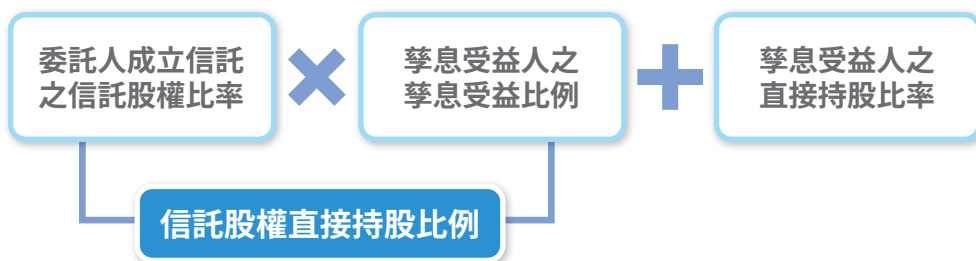 委託人成立信託
之信託股權比率
孳息受益人之
孳息受益比例
孳息受益人之
直接持股比率
信託股權直接持股比例